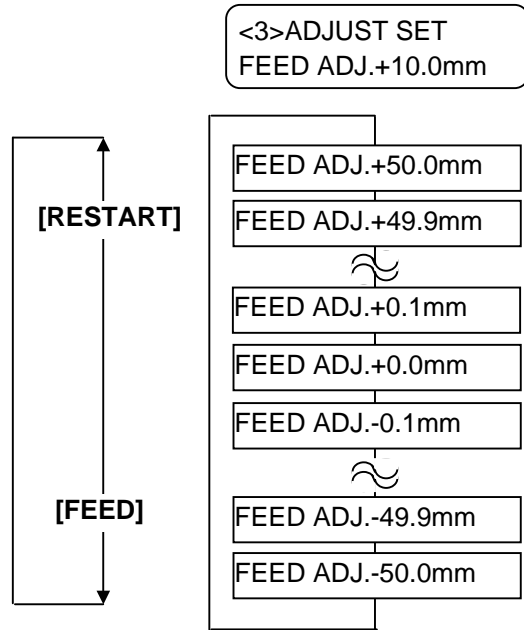 <3>ADJUST SET
FEED ADJ.+10.0mm
FEED ADJ.+50.0mm
[RESTART]
FEED ADJ.+49.9mm
FEED ADJ.+0.1mm
FEED ADJ.+0.0mm
FEED ADJ.-0.1mm
[FEED]
FEED ADJ.-49.9mm
FEED ADJ.-50.0mm